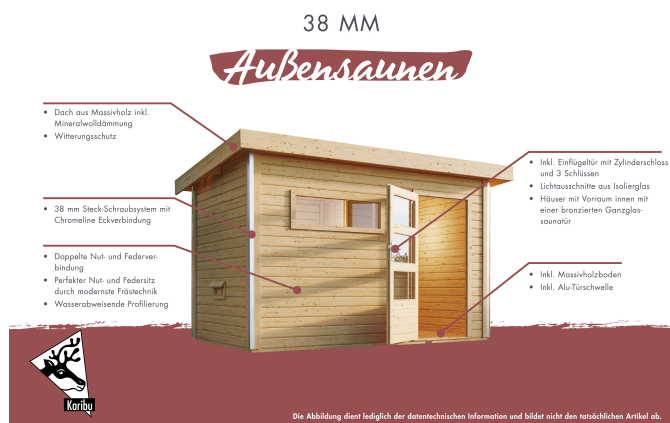 38 MM
Außensaunen
• Dach aus Massivholz inkl.
Mineralwolldämmung
• Witterungsschutz
• 38 mm Steck-Schraubsystem mit
Chromeline Eckverbindung
• Doppelte Nut- und Federver-
bindung
• Perfekter Nut- und Federsitz
durch modernste Frästechnik
• Wasserabweisende Profilierung
• Inkl. Einflügeltür mit Zylinderschloss
und 3 Schlüssen
• Lichtausschnitte aus Isolierglas
• Häuser mit Vorraum innen mit
einer bronzierten Ganzglas-
saunatür
• Inkl. Massivholzboden
• Inkl. Alu-Türschwelle
Karibu
Die Abbildung dient lediglich der datentechnischen Information und bildet nicht den tatsächlichen Artikel ab.